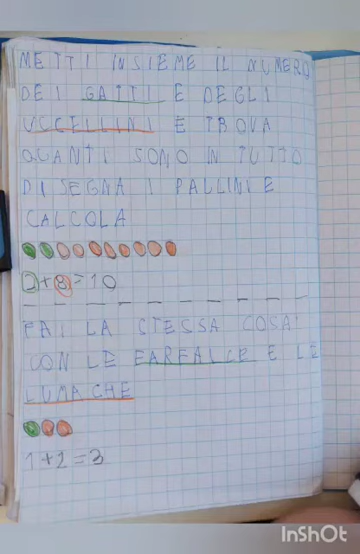 METTI INSIEME IL NUMERO
DEI GATTI E DEGLI
UCCELLINI E TROVA
QUANTI SONO IN TUTTO
DISEGNA I PALLINI E
CALCOLA
2+8=10
FAI LA STESSA COSA
CON LE FARFALLE E LE
LUMACHE
1+2=3
InShOt